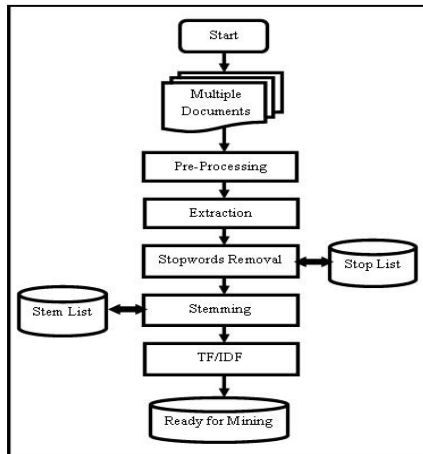 Start
Multiple
Documents
Pre-Processing
Extraction
Stopwords Removal
Stop List
Stem List
Stemming
TF/IDF
Ready for Mining